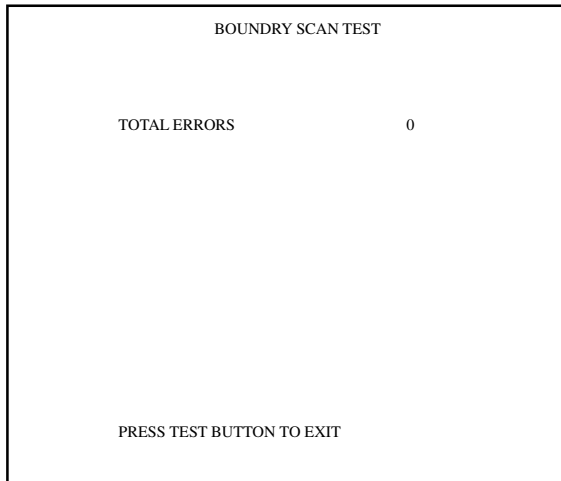 BOUNDRY SCAN TEST
TOTAL ERRORS 0
PRESS TEST BUTTON TO EXIT